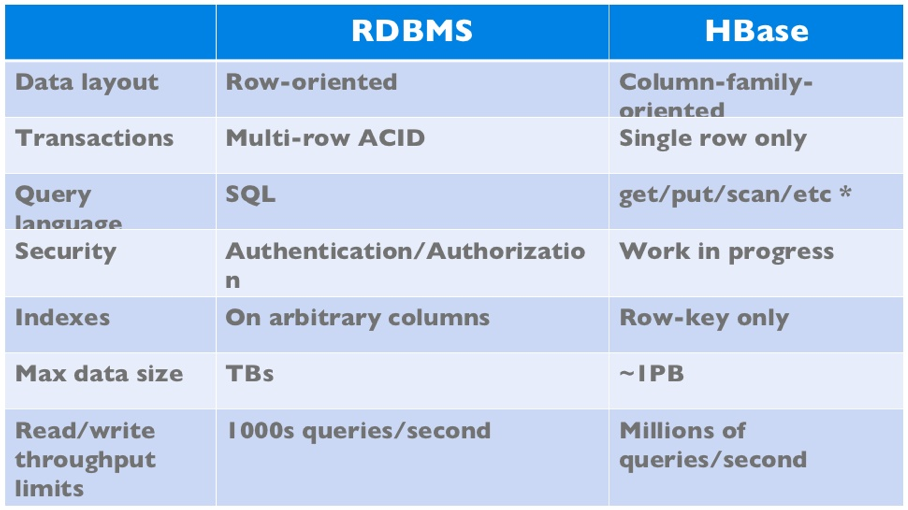 RDBMS HBase
Data layout Row-oriented Column-family-
oriented
Transactions Multi-row ACID Single row only
Query SQL get/put/scan/etc *
language
Security Authentication/Authorizatio Work in progress
n
Indexes On arbitrary columns Row-key only
Max data size TBs ~1PB
Read/write 1000s queries/second Millions of
throughput queries/second
limits